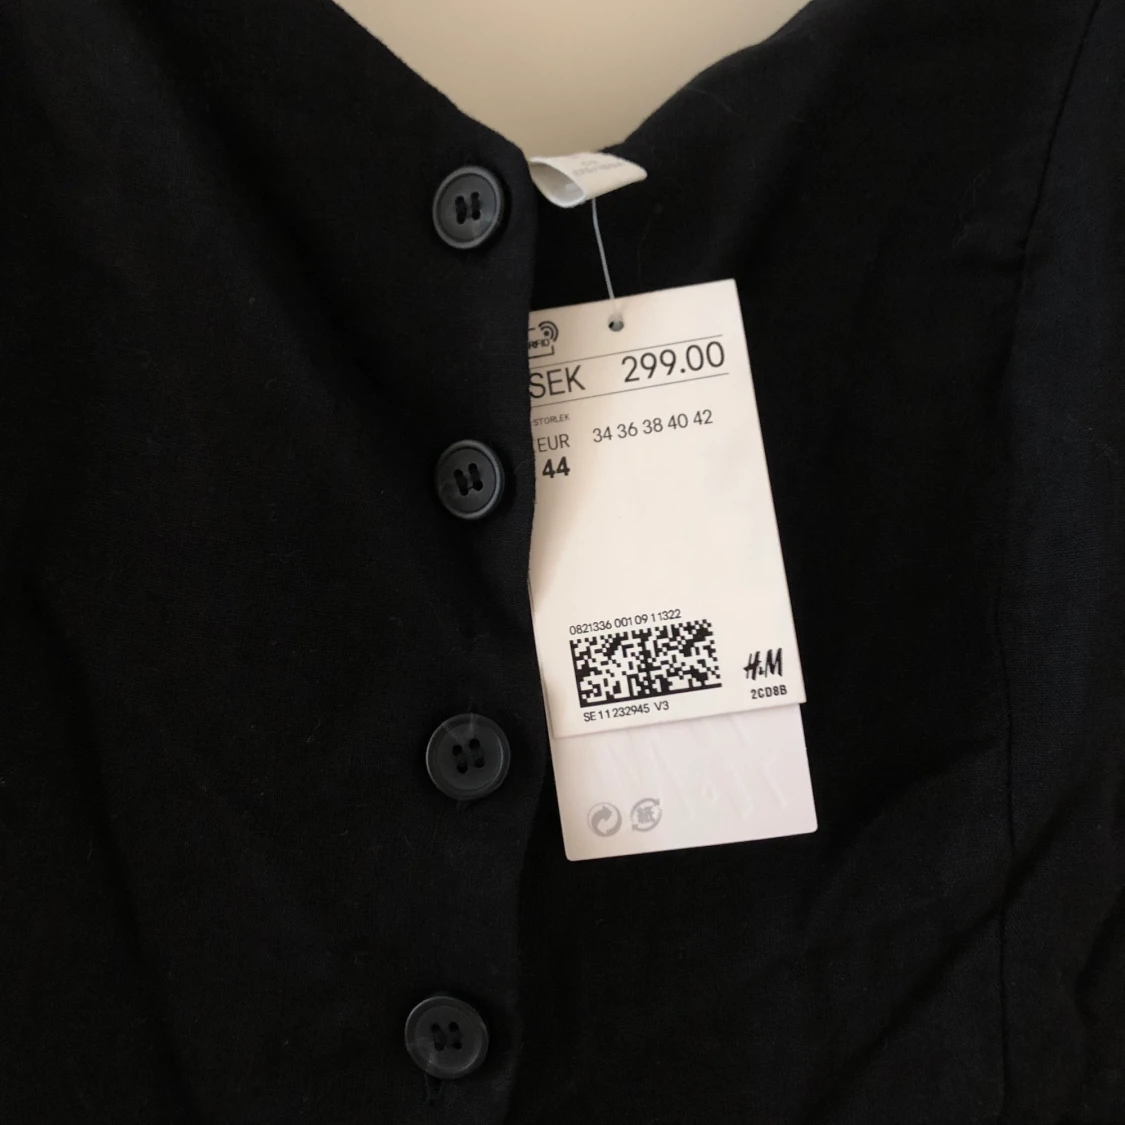 RFID
SEK 299.00
STORLEK
EUR 34 36 38 40 42
44
0821336 001 09 11322
H&M
2CD8B
SE11232945 V3
紙